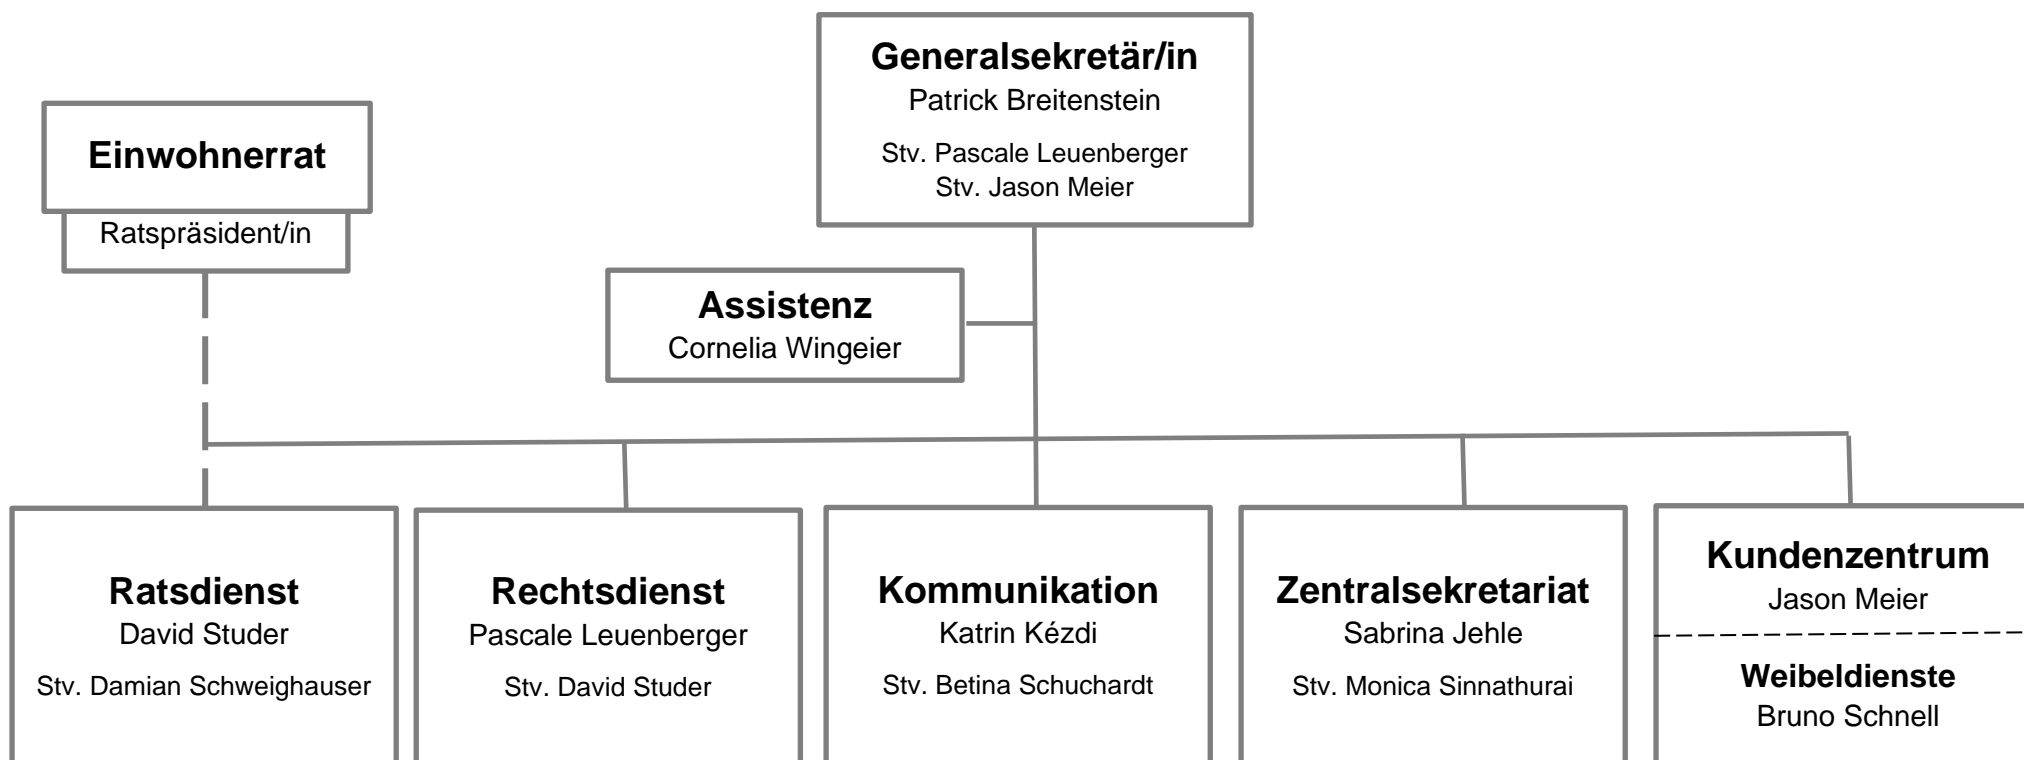 Generalsekretär/in
Patrick Breitenstein
Stv. Pascale Leuenberger
Stv. Jason Meier
Einwohnerrat
Ratspräsident/in
Assistenz
Cornelia Wingeier
Ratsdienst
David Studer
Stv. Damian Schweighauser
Rechtsdienst
Pascale Leuenberger
Stv. David Studer
Kommunikation
Katrin Kézdi
Stv. Betina Schuchardt
Zentralsekretariat
Sabrina Jehle
Stv. Monica Sinnathurai
Kundenzentrum
Jason Meier
Weibeldienste
Bruno Schnell